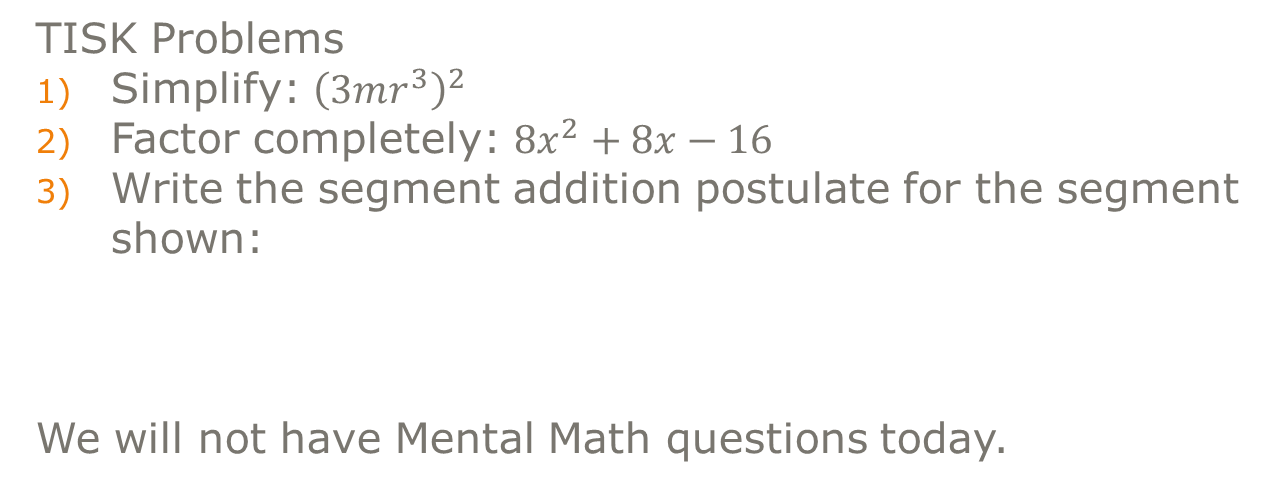 TISK Problems
1) Simplify: (3mr³)²
2) Factor completely: 8x² + 8x − 16
3) Write the segment addition postulate for the segment
shown:
We will not have Mental Math questions today.